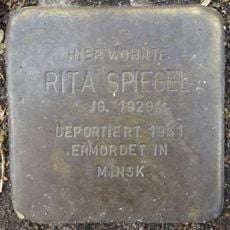 HIER WOHNTE
RITA SPIEGEL
JG. 1929
DEPORTIERT 1941
ERMORDET IN
MINSK